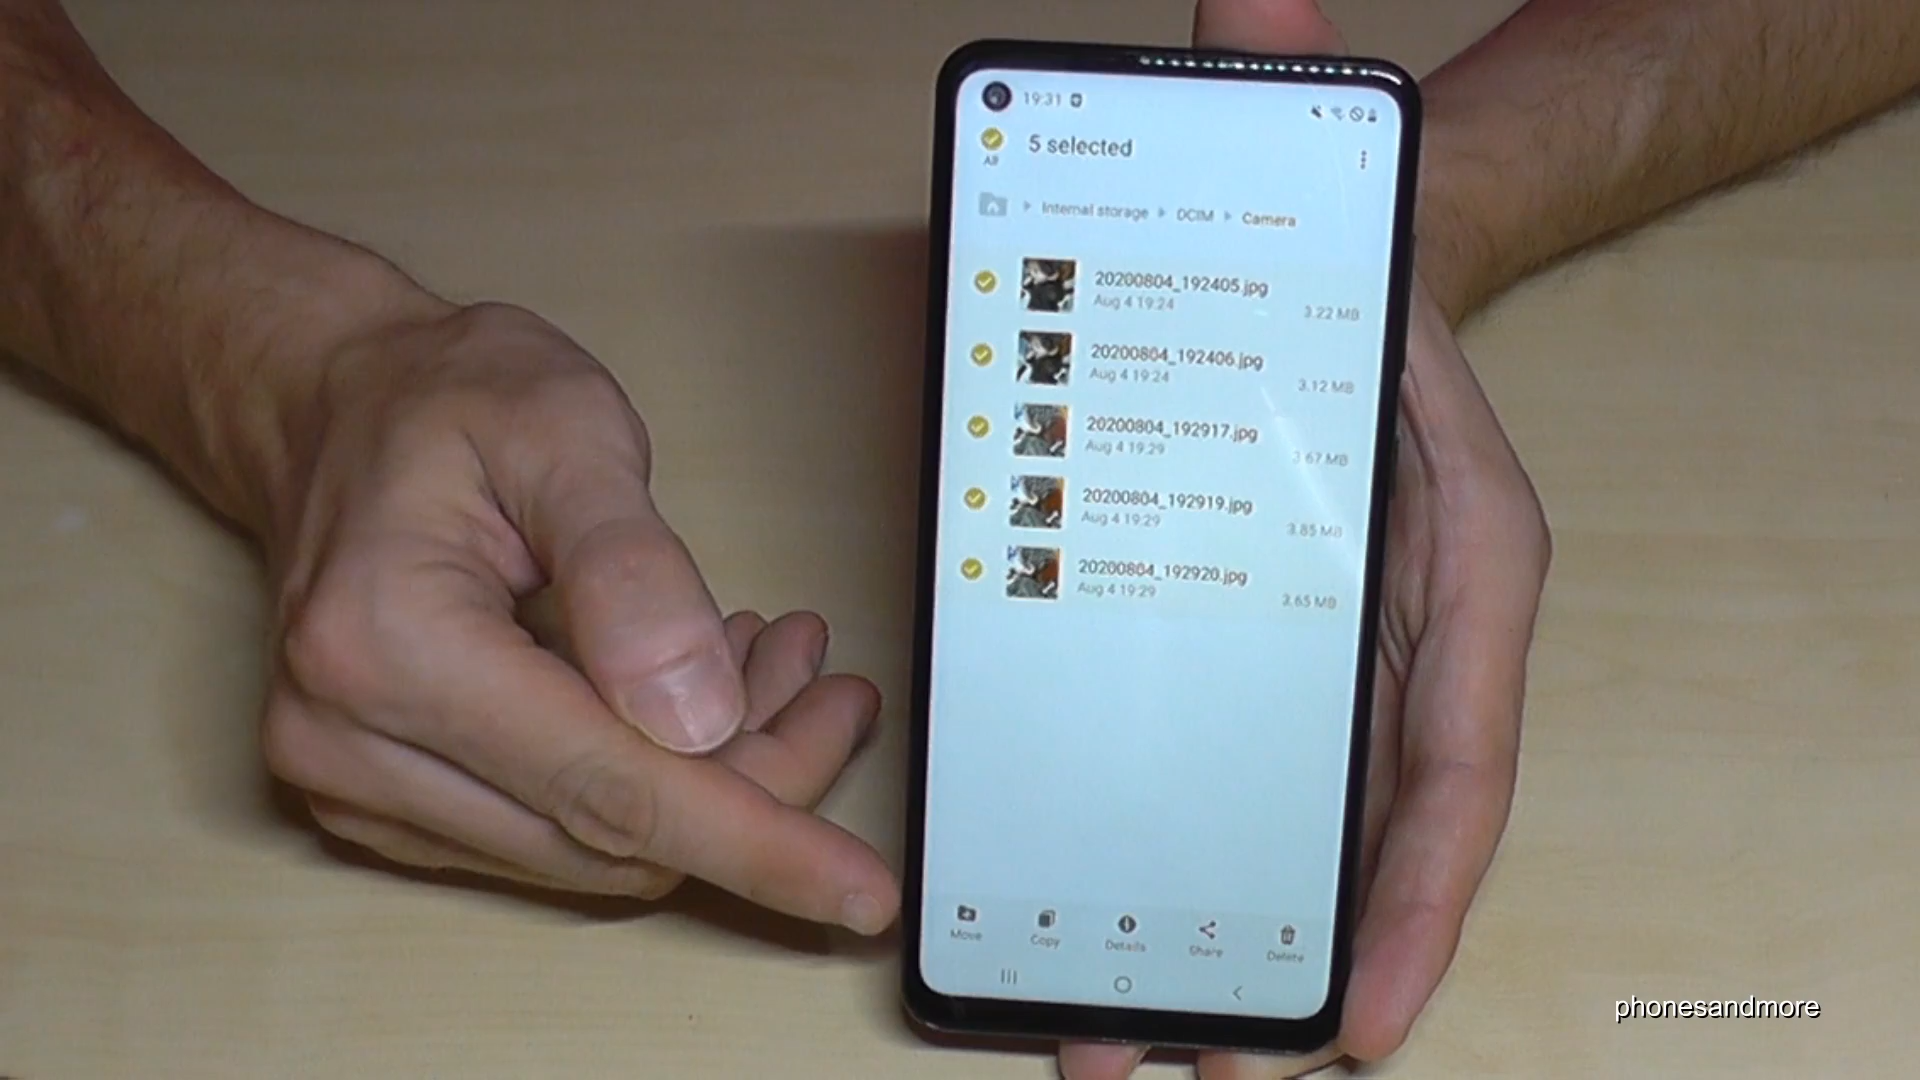 19:31
All
5 selected
Internal storage DCIM Camera
20200804_192405.jpg
Aug 4 19:24
3.22 MB
20200804_192406.jpg
Aug 4 19:24
3.12 MB
20200804_192917.jpg
Aug 4 19:29
3.67 MB
20200804_192919.jpg
Aug 4 19:29
3.85 MB
20200804_192920.jpg
Aug 4 19:29
3.65 MB
Move Copy Details Share Delete
phonesandmore